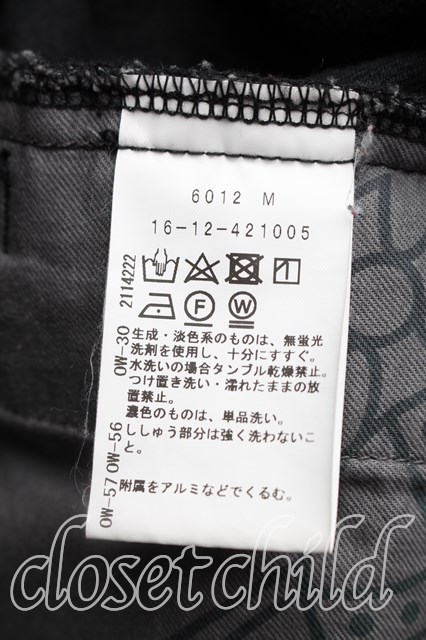 6012 M
16-12-421005
F W
生成・淡色系のものは、無蛍光
洗剤を使用し、十分にすすぐ。
水洗いの場合タンブル乾燥禁止。
つけ置き洗い・濡れたままの放
置禁止。
濃色のものは、単品洗い。
ししゅう部分は強く洗わないこ
と。
附属をアルミなどでくるむ。
2114222
OW-30
OW-56
OW-57
closetchild